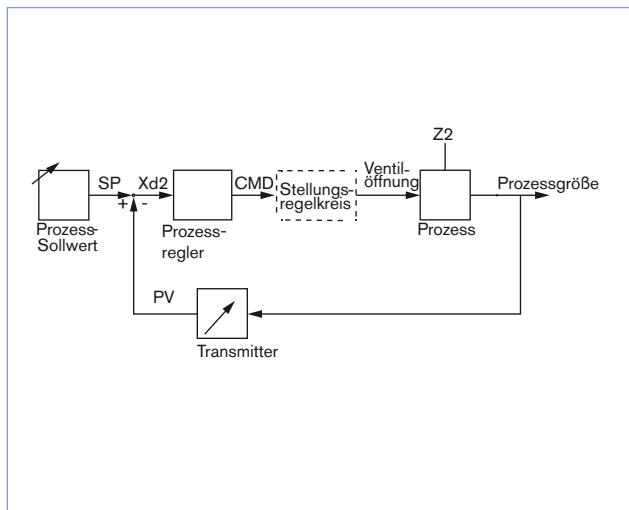 Z2
SP
Xd2
CMD
Ventil-
öffnung
Prozessgröße
+
-
Stellungs-
regelkreis
Prozess-
Sollwert
Prozess-
regler
Prozess
PV
Transmitter